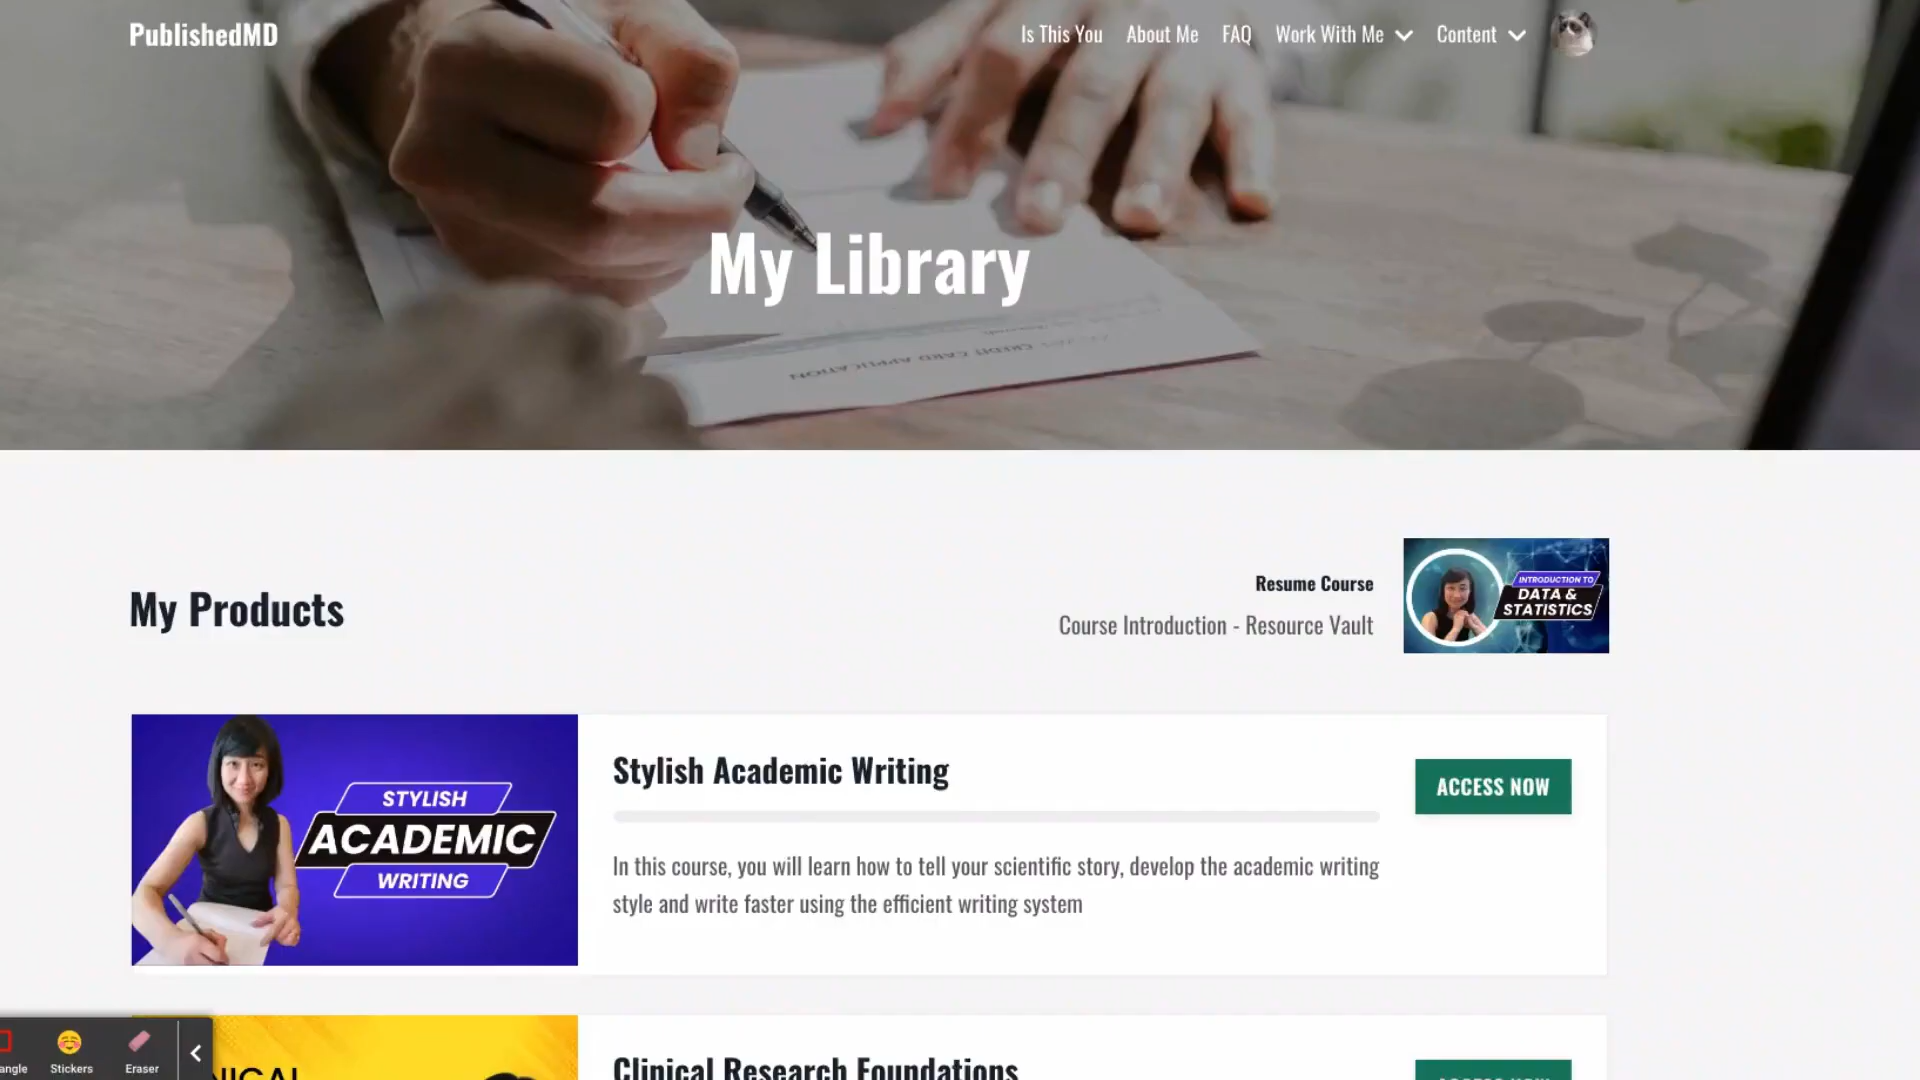 PublishedMD
Is This You
About Me
FAQ
Work With Me
Content
My Library
CREDIT CARD APPLICATION
My Products
Resume Course
Course Introduction - Resource Vault
INTRODUCTION TO
DATA &
STATISTICS
STYLISH
ACADEMIC
WRITING
Stylish Academic Writing
ACCESS NOW
In this course, you will learn how to tell your scientific story, develop the academic writing
style and write faster using the efficient writing system
Clinical Research Foundations
Stickers
Eraser